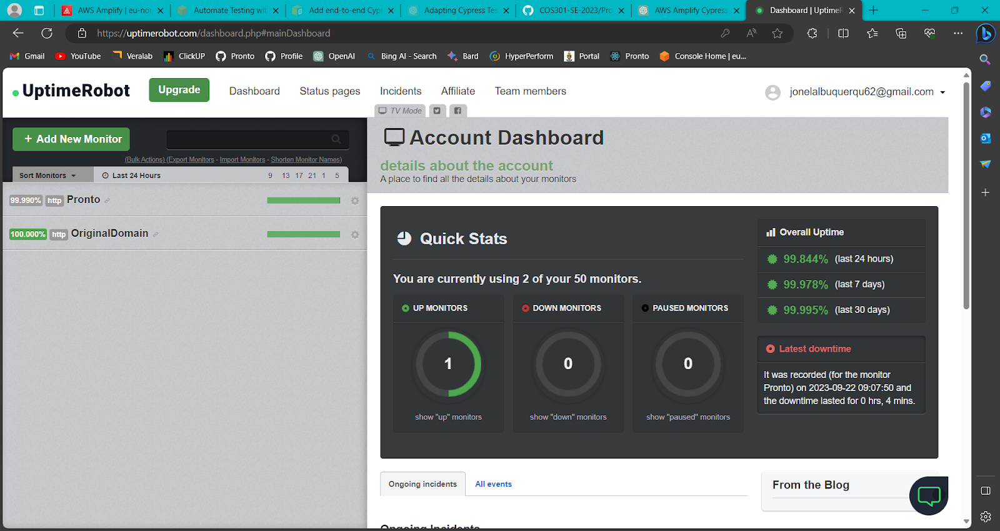 AWS Amplify | eu-nor
Automate Testing wit
Add end-to-end Cyp
Adapting Cypress Te
COS301-SE-2023/Pro
AWS Amplify Cypress
Dashboard | UptimeR
https://uptimerobot.com/dashboard.php#mainDashboard
Gmail
YouTube
Veralab
ClickUP
Pronto
Profile
OpenAI
Bing AI - Search
Bard
HyperPerform
Portal
Pronto
Console Home | eu...
UptimeRobot
Upgrade
Dashboard
Status pages
Incidents
Affiliate
Team members
jonelalbuquerqu62@gmail.com
TV Mode
+ Add New Monitor
(Bulk Actions) (Export Monitors - Import Monitors - Shorten Monitor Names)
Sort Monitors
Last 24 Hours
9 13 17 21 1 5
99.990% http Pronto
100.000% http OriginalDomain
Account Dashboard
details about the account
A place to find all the details about your monitors
Quick Stats
You are currently using 2 of your 50 monitors.
UP MONITORS
1
show "up" monitors
DOWN MONITORS
0
show "down" monitors
PAUSED MONITORS
0
show "paused" monitors
Overall Uptime
99.844% (last 24 hours)
99.978% (last 7 days)
99.995% (last 30 days)
Latest downtime
It was recorded (for the monitor
Pronto) on 2023-09-22 09:07:50 and
the downtime lasted for 0 hrs, 4 mins.
Ongoing incidents
All events
From the Blog
Ongoing Incidents